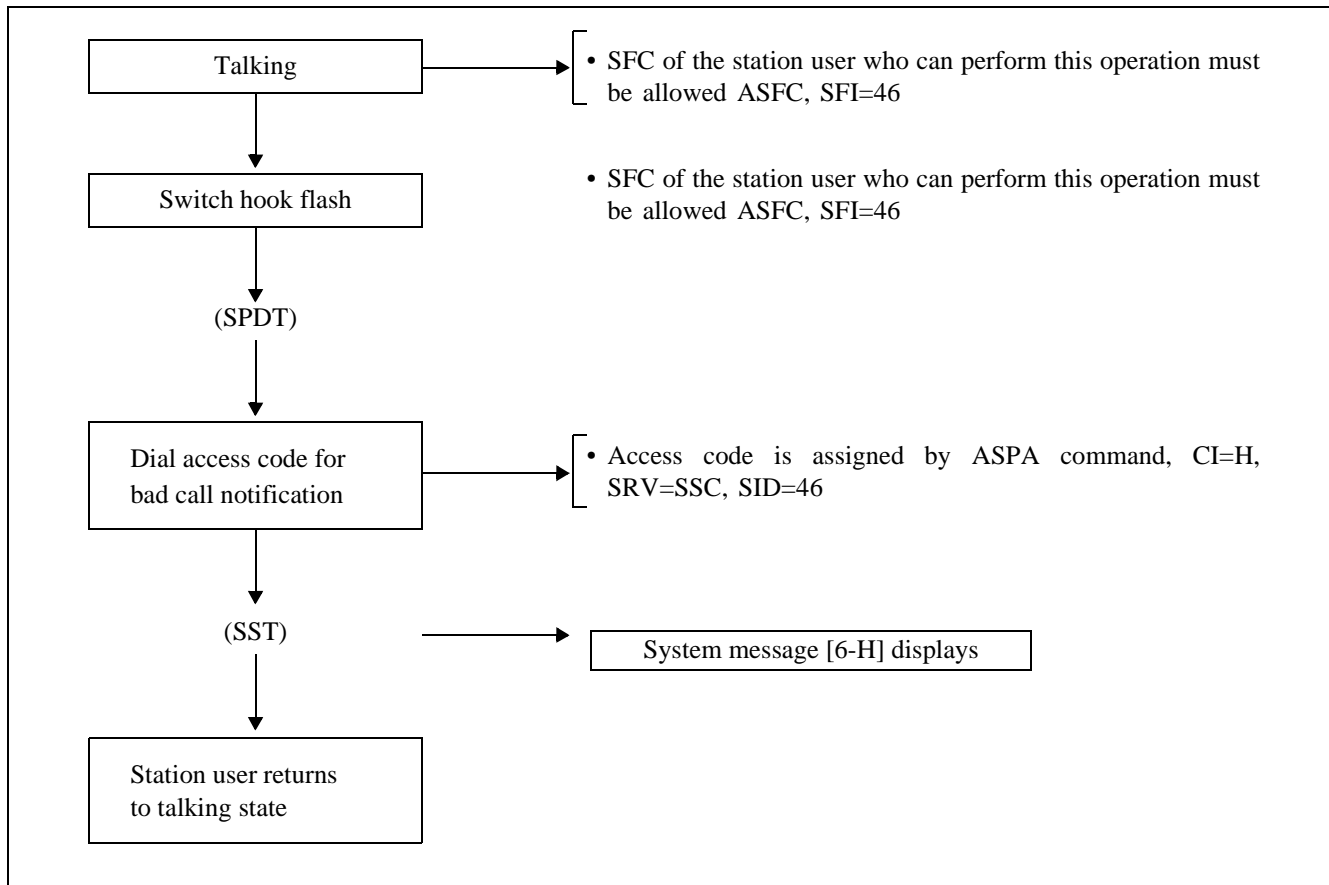 Talking
• SFC of the station user who can perform this operation must
be allowed ASFC, SFI=46
Switch hook flash
• SFC of the station user who can perform this operation must
be allowed ASFC, SFI=46
(SPDT)
Dial access code for
bad call notification
• Access code is assigned by ASPA command, CI=H,
SRV=SSC, SID=46
(SST)
System message [6-H] displays
Station user returns
to talking state